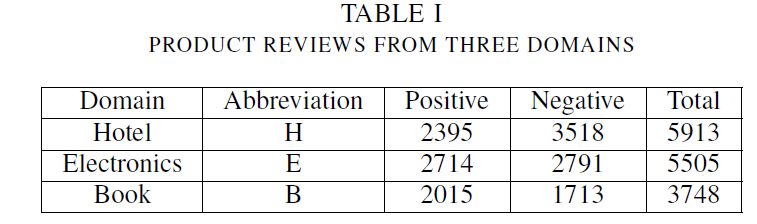 TABLE I
PRODUCT REVIEWS FROM THREE DOMAINS
Domain Abbreviation Positive Negative Total
Hotel H 2395 3518 5913
Electronics E 2714 2791 5505
Book B 2015 1713 3748